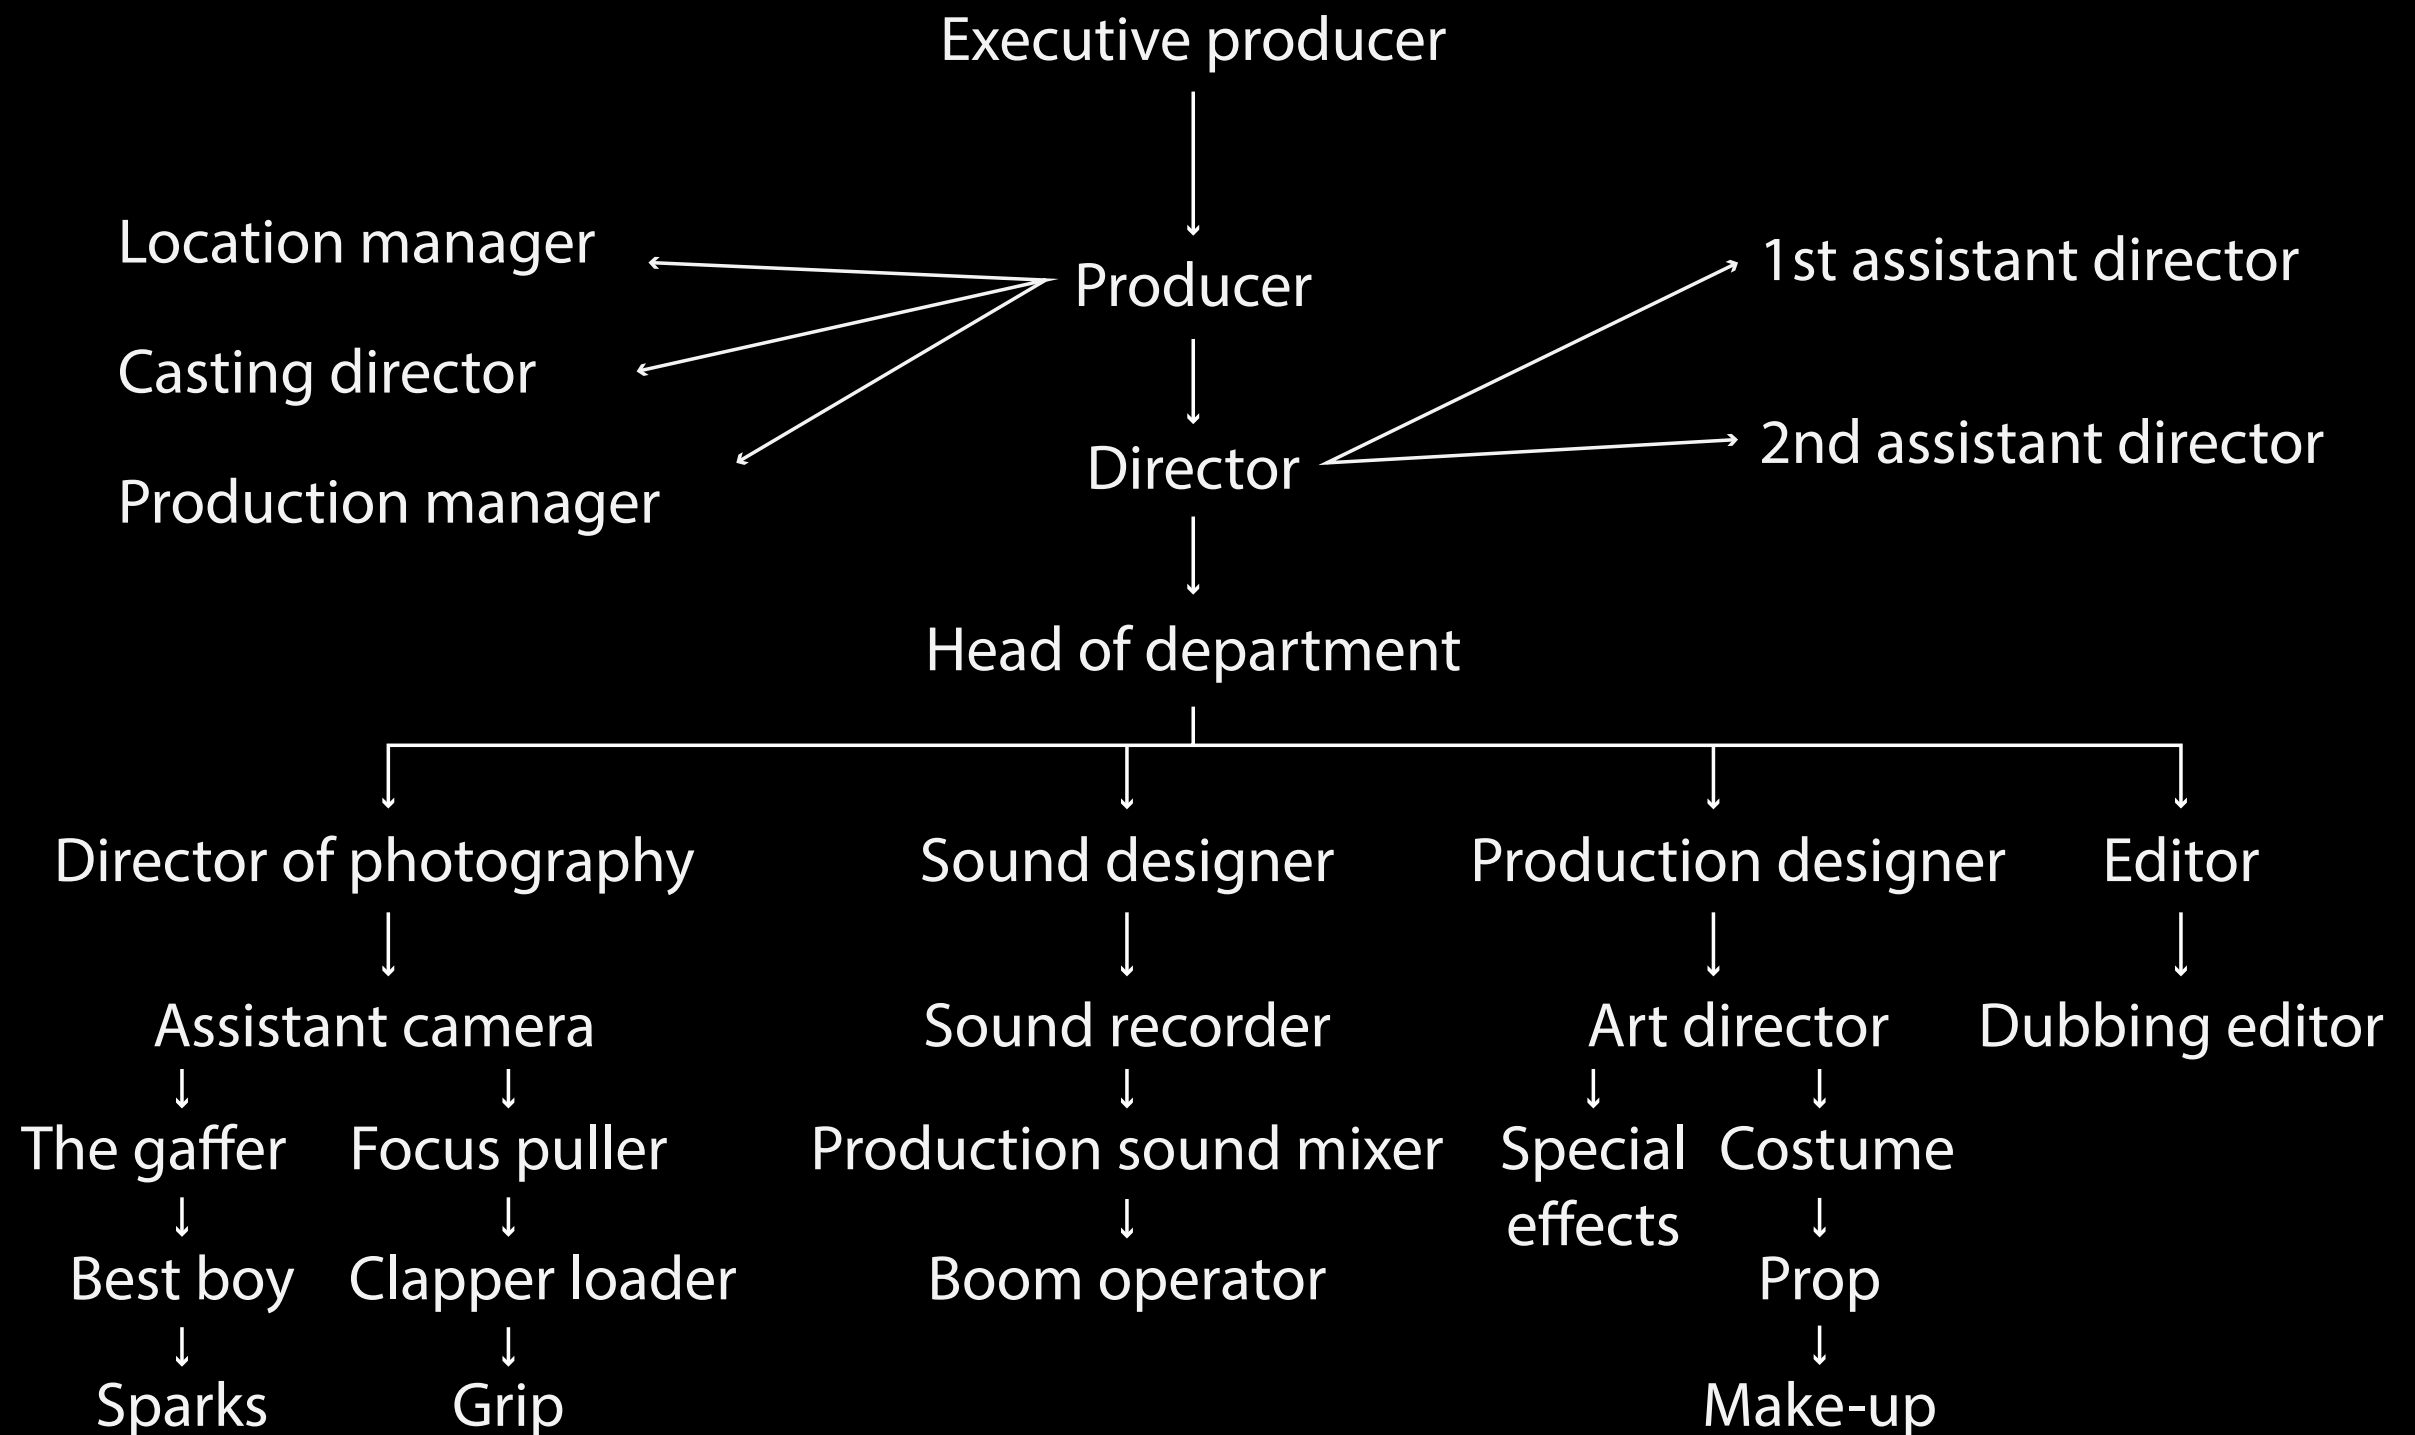 Executive producer
Location manager
Producer
1st assistant director
Casting director
Director
2nd assistant director
Production manager
Head of department
Director of photography
Sound designer
Production designer
Editor
Assistant camera
Sound recorder
Art director
Dubbing editor
The gaffer
Focus puller
Production sound mixer
Special
effects
Costume
Best boy
Clapper loader
Boom operator
Prop
Sparks
Grip
Make-up